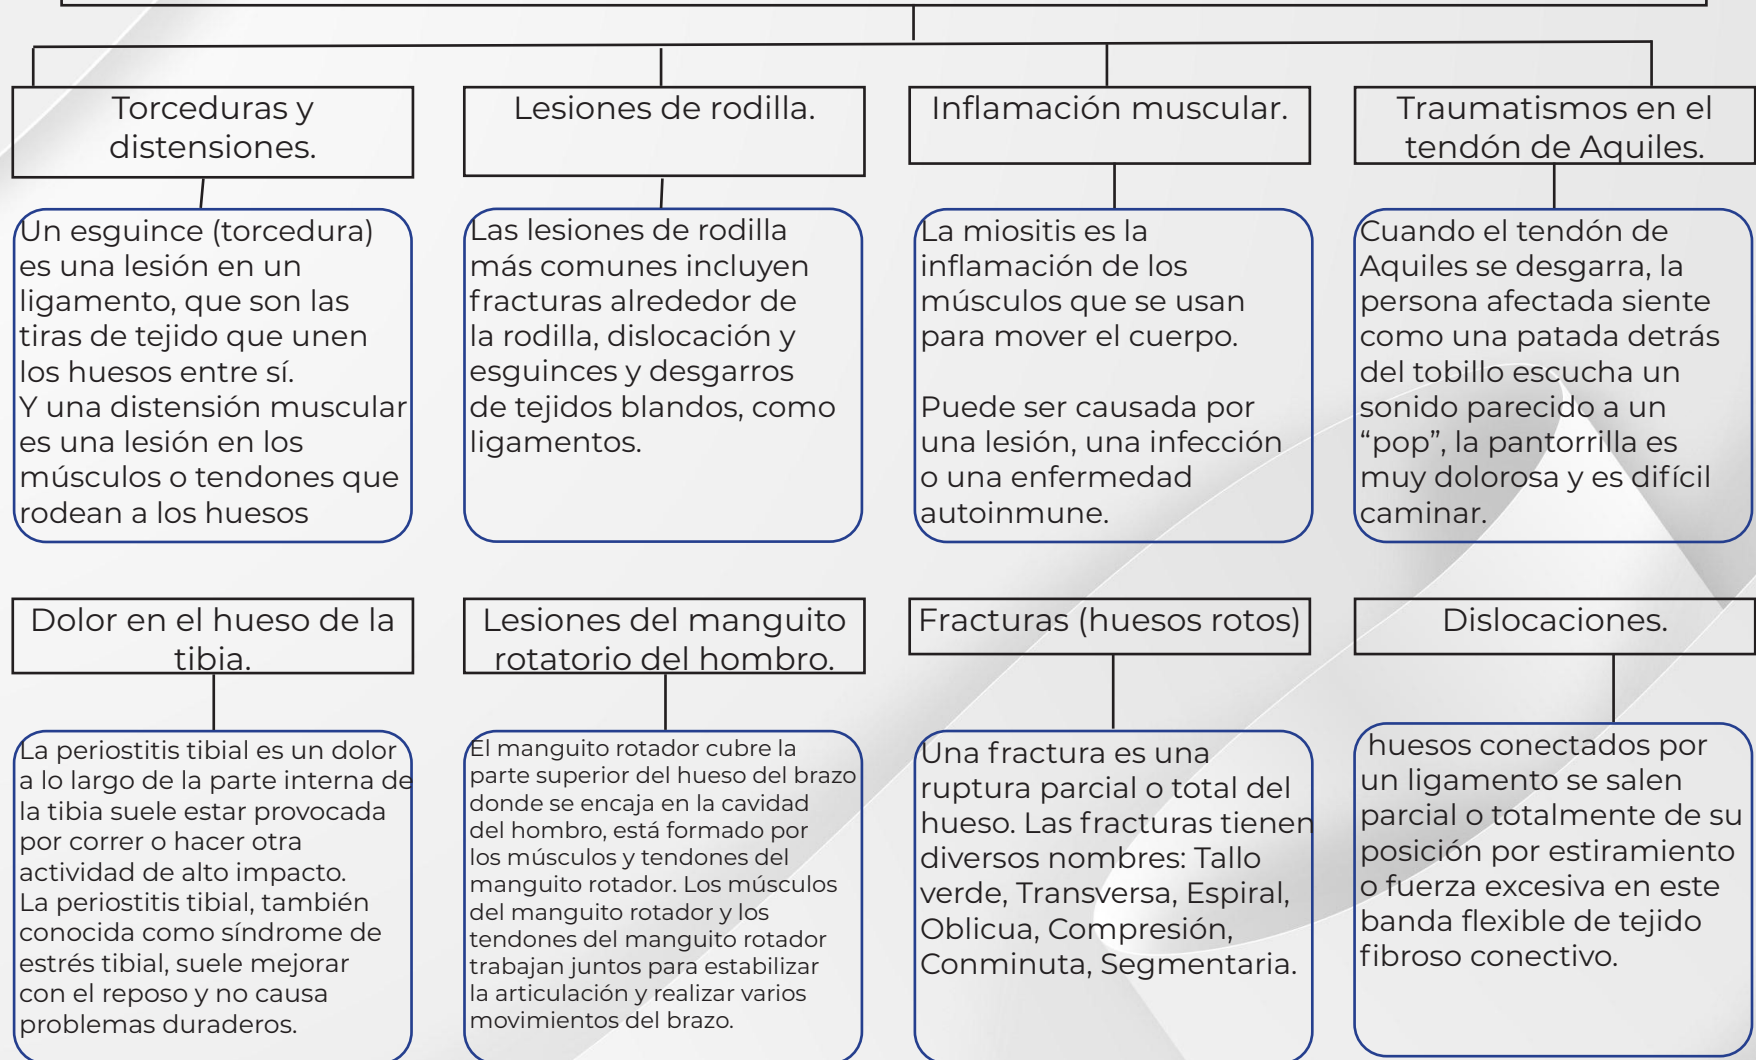 Torceduras y
distensiones.
Un esguince (torcedura)
es una lesión en un
ligamento, que son las
tiras de tejido que unen
los huesos entre sí.
Y una distensión muscular
es una lesión en los
músculos o tendones que
rodean a los huesos
Lesiones de rodilla.
Las lesiones de rodilla
más comunes incluyen
fracturas alrededor de
la rodilla, dislocación y
esguinces y desgarros
de tejidos blandos, como
ligamentos.
Inflamación muscular.
La miositis es la
inflamación de los
músculos que se usan
para mover el cuerpo.
Puede ser causada por
una lesión, una infección
o una enfermedad
autoinmune.
Traumatismos en el
tendón de Aquiles.
Cuando el tendón de
Aquiles se desgarra, la
persona afectada siente
como una patada detrás
del tobillo escucha un
sonido parecido a un
“pop”, la pantorrilla es
muy dolorosa y es difícil
caminar.
Dolor en el hueso de la
tibia.
La periostitis tibial es un dolor
a lo largo de la parte interna de
la tibia suele estar provocada
por correr o hacer otra
actividad de alto impacto.
La periostitis tibial, también
conocida como síndrome de
estrés tibial, suele mejorar
con el reposo y no causa
problemas duraderos.
Lesiones del manguito
rotatorio del hombro.
El manguito rotador cubre la
parte superior del hueso del brazo
donde se encaja en la cavidad
del hombro, está formado por
los músculos y tendones del
manguito rotador. Los músculos
del manguito rotador y los
tendones del manguito rotador
trabajan juntos para estabilizar
la articulación y realizar varios
movimientos del brazo.
Fracturas (huesos rotos)
Una fractura es una
ruptura parcial o total del
hueso. Las fracturas tienen
diversos nombres: Tallo
verde, Transversa, Espiral,
Oblicua, Compresión,
Conminuta, Segmentaria.
Dislocaciones.
huesos conectados por
un ligamento se salen
parcial o totalmente de su
posición por estiramiento
o fuerza excesiva en este
banda flexible de tejido
fibroso conectivo.